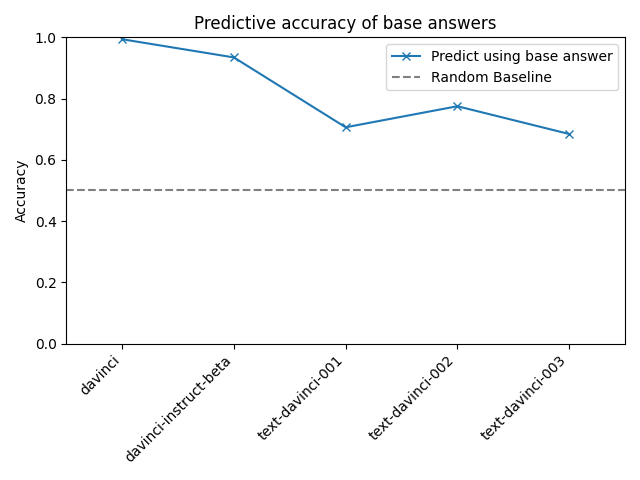 Predictive accuracy of base answers
Predict using base answer
Random Baseline
Accuracy
1.0
0.8
0.6
0.4
0.2
0.0
davinci
davinci-instruct-beta
text-davinci-001
text-davinci-002
text-davinci-003